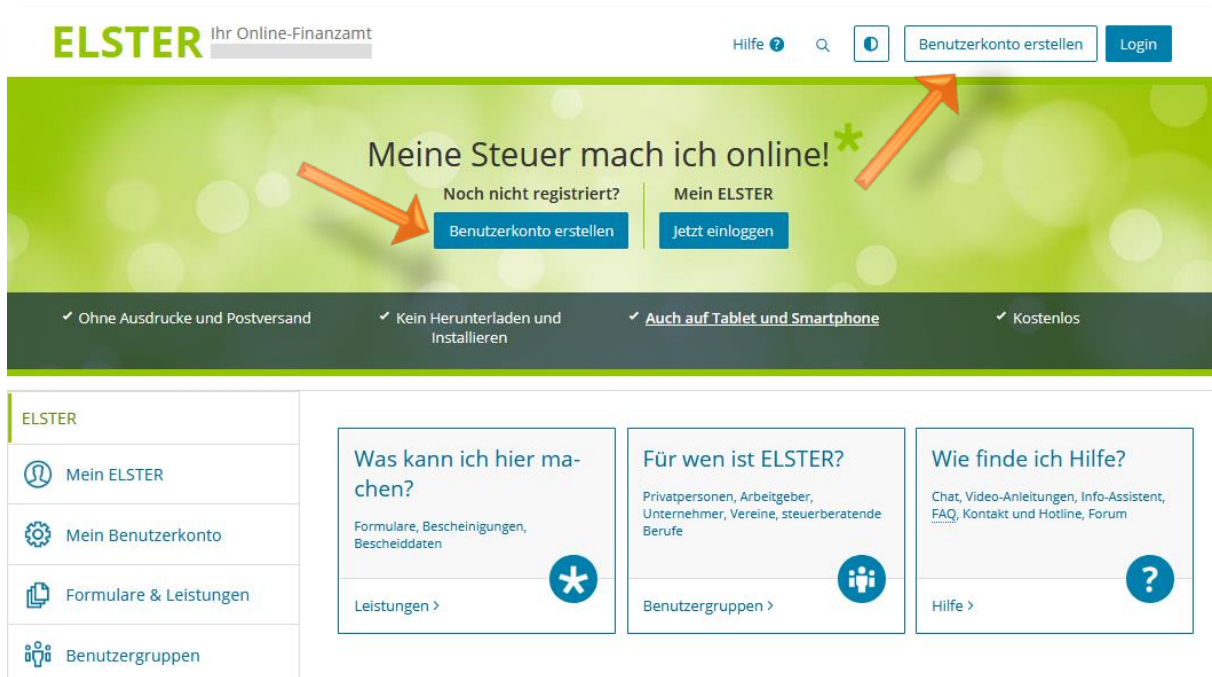 ELSTER Ihr Online-Finanzamt
Hilfe ? Benutzerkonto erstellen Login
Meine Steuer mach ich online!*
Noch nicht registriert? Mein ELSTER
Benutzerkonto erstellen Jetzt einloggen
✓ Ohne Ausdrucke und Postversand
✓ Kein Herunterladen und
Installieren
✓ Auch auf Tablet und Smartphone
✓ Kostenlos
ELSTER
Mein ELSTER
Mein Benutzerkonto
Formulare & Leistungen
Benutzergruppen
Was kann ich hier ma-
chen?
Formulare, Bescheinigungen,
Bescheiddaten
Leistungen >
Für wen ist ELSTER?
Privatpersonen, Arbeitgeber,
Unternehmer, Vereine, steuerberatende
Berufe
Benutzergruppen >
Wie finde ich Hilfe?
Chat, Video-Anleitungen, Info-Assistent,
FAQ, Kontakt und Hotline, Forum
?
Hilfe >